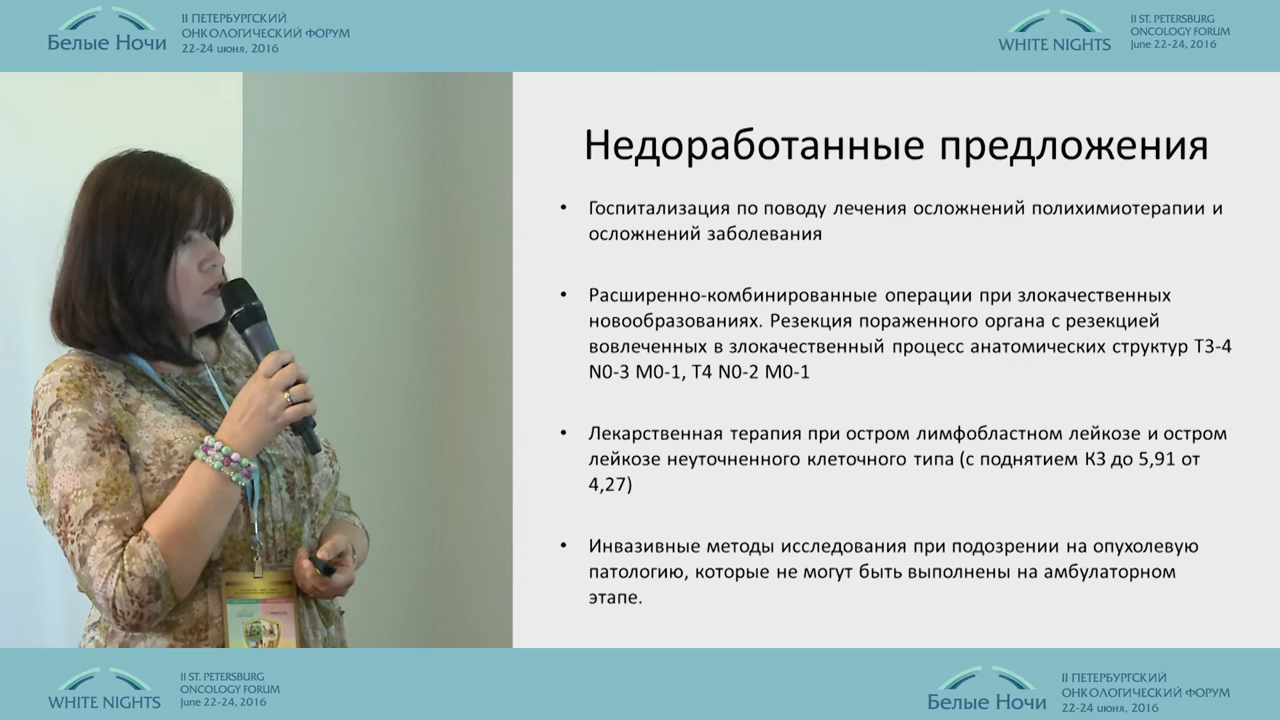 Белые Ночи
II ПЕТЕРБУРГСКИЙ
ОНКОЛОГИЧЕСКИЙ ФОРУМ
22-24 июня, 2016
WHITE NIGHTS
II ST. PETERSBURG
ONCOLOGY FORUM
June 22-24, 2016
Недоработанные предложения
• Госпитализация по поводу лечения осложнений полихимиотерапии и
осложнений заболевания
• Расширенно-комбинированные операции при злокачественных
новообразованиях. Резекция пораженного органа с резекцией
вовлеченных в злокачественный процесс анатомических структур Т3-4
N0-3 М0-1, Т4 N0-2 М0-1
• Лекарственная терапия при остром лимфобластном лейкозе и остром
лейкозе неуточненного клеточного типа (с поднятием КЗ до 5,91 от
4,27)
• Инвазивные методы исследования при подозрении на опухолевую
патологию, которые не могут быть выполнены на амбулаторном
этапе.
WHITE NIGHTS
II ST. PETERSBURG
ONCOLOGY FORUM
June 22-24, 2016
Белые Ночи
II ПЕТЕРБУРГСКИЙ
ОНКОЛОГИЧЕСКИЙ ФОРУМ
22-24 июня, 2016